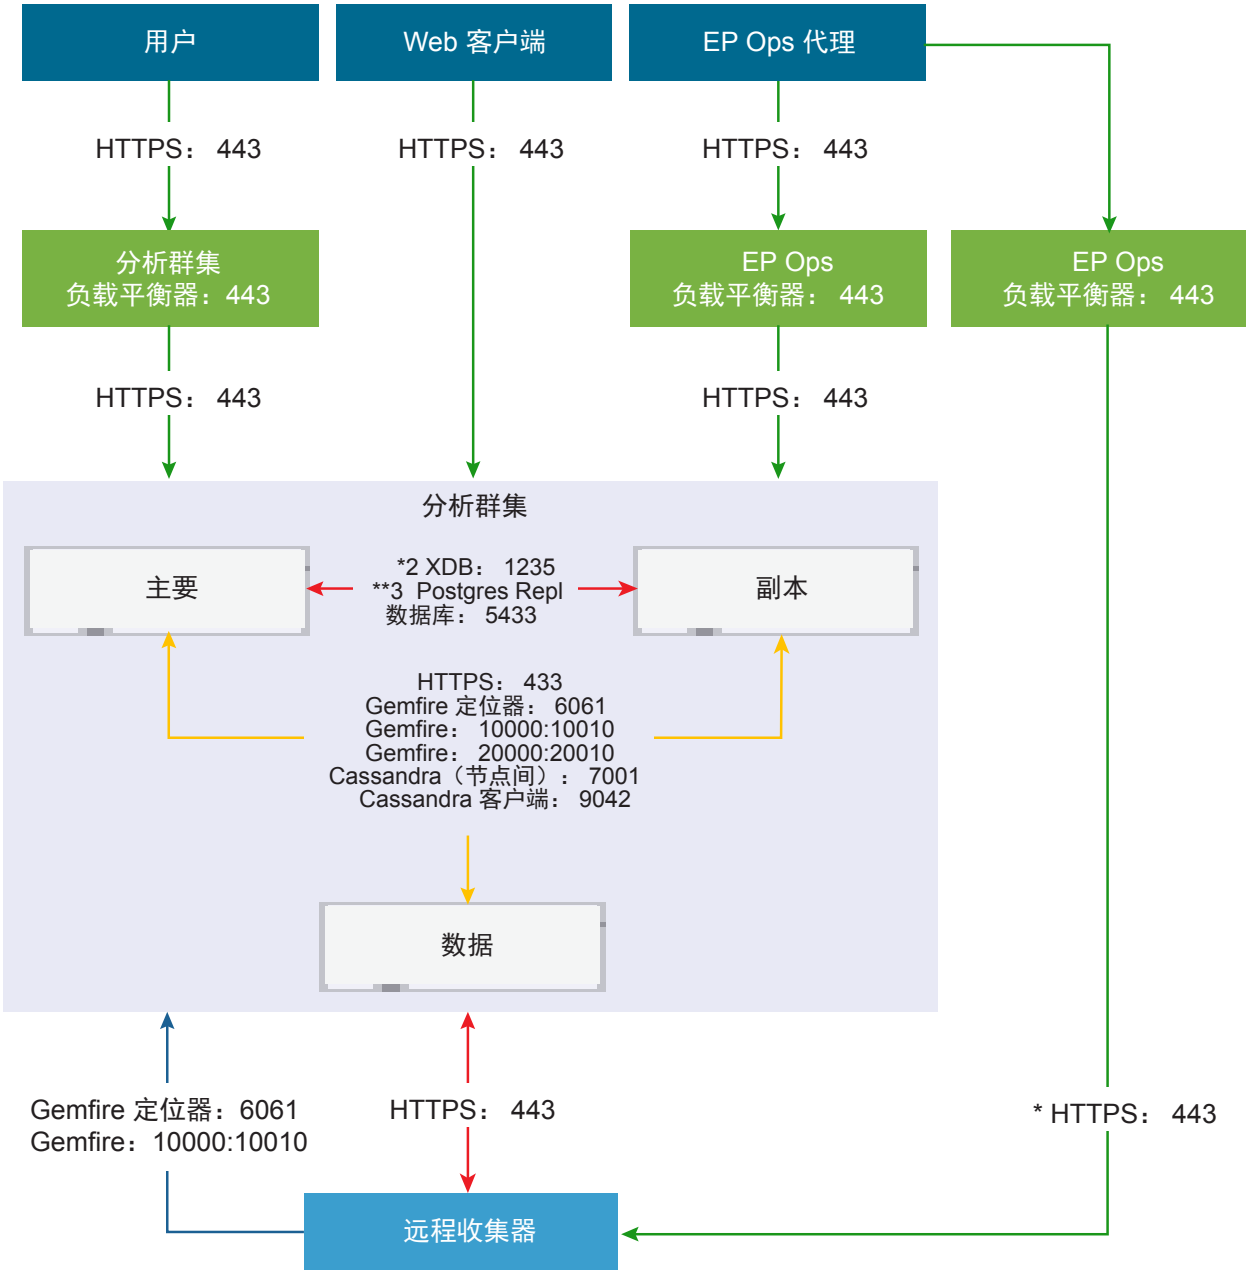 用户
Web 客户端
EP Ops 代理
HTTPS： 443
HTTPS： 443
HTTPS： 443
分析群集
负载平衡器：443
EP Ops
负载平衡器： 443
EP Ops
负载平衡器： 443
HTTPS： 443
HTTPS： 443
分析群集
主要
*2 XDB： 1235
**3 Postgres Repl
数据库： 5433
副本
HTTPS： 433
Gemfire 定位器： 6061
Gemfire： 10000:10010
Gemfire： 20000:20010
Cassandra（节点间）： 7001
Cassandra 客户端： 9042
数据
Gemfire 定位器：6061
Gemfire：10000:10010
HTTPS： 443
* HTTPS： 443
远程收集器